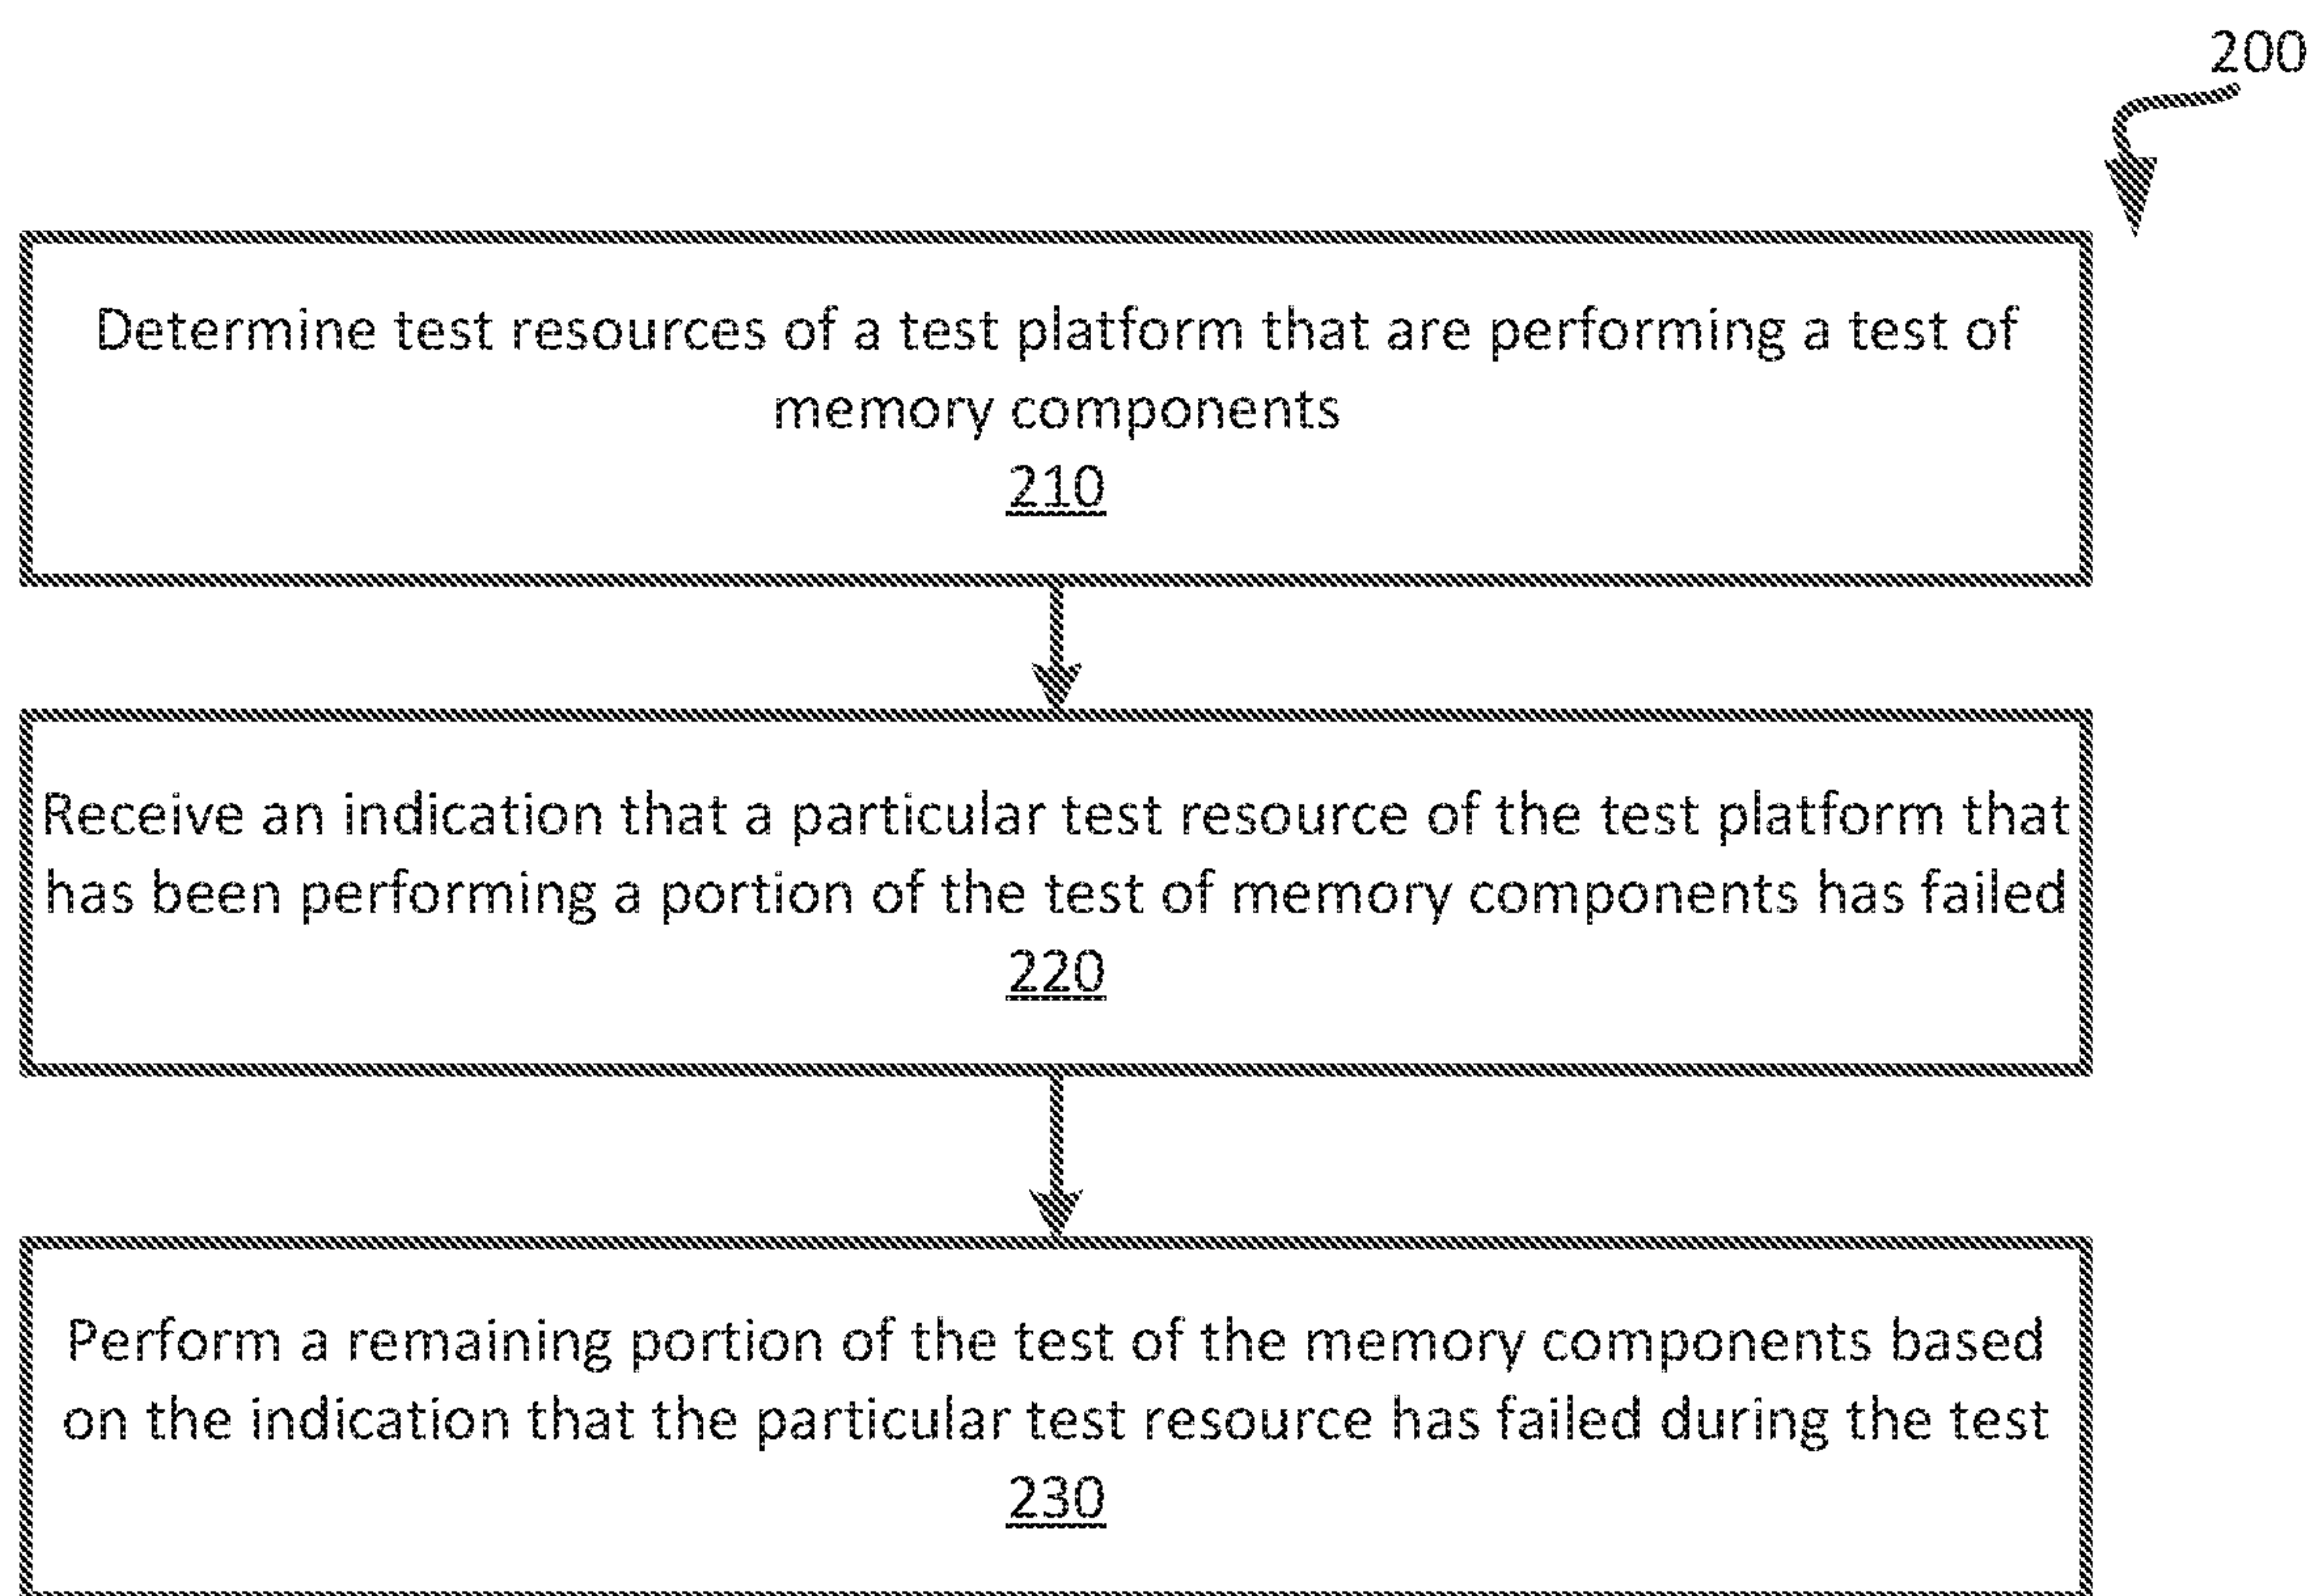 200
Determine test resources of a test platform that are performing a test of
memory components
210
Receive an indication that a particular test resource of the test platform that
has been performing a portion of the test of memory components has failed
220
Perform a remaining portion of the test of the memory components based
on the indication that the particular test resource has failed during the test
230